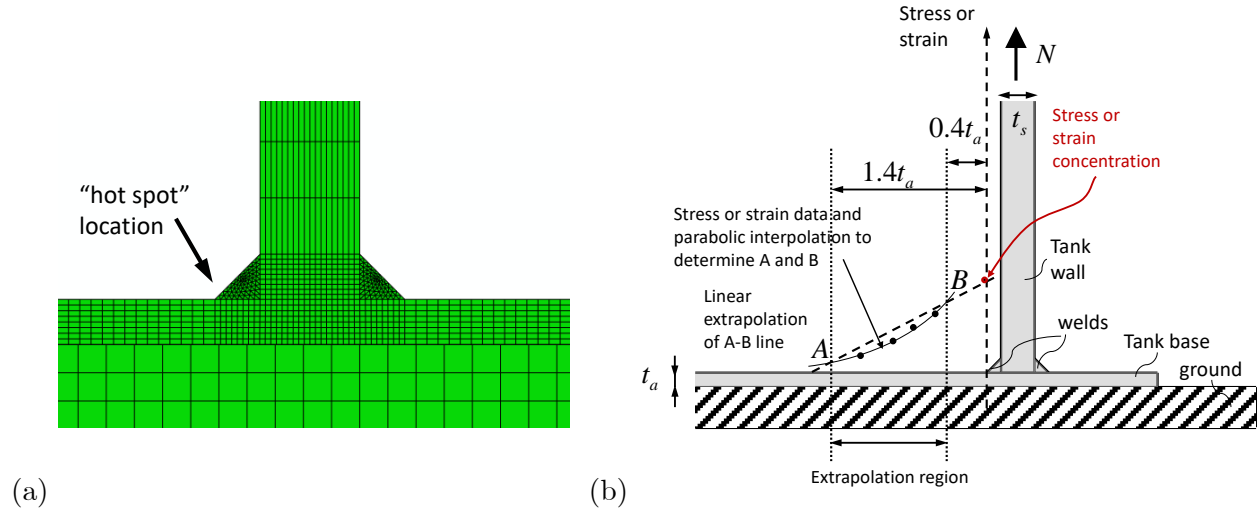 “hot spot”
location
(a)
Stress or
strain
N
t_s
Stress or
strain
concentration
0.4t_a
1.4t_a
Stress or strain data and
parabolic interpolation to
determine A and B
Linear
extrapolation
of A-B line
A
B
Tank
wall
welds
Tank base
ground
t_a
Extrapolation region
(b)